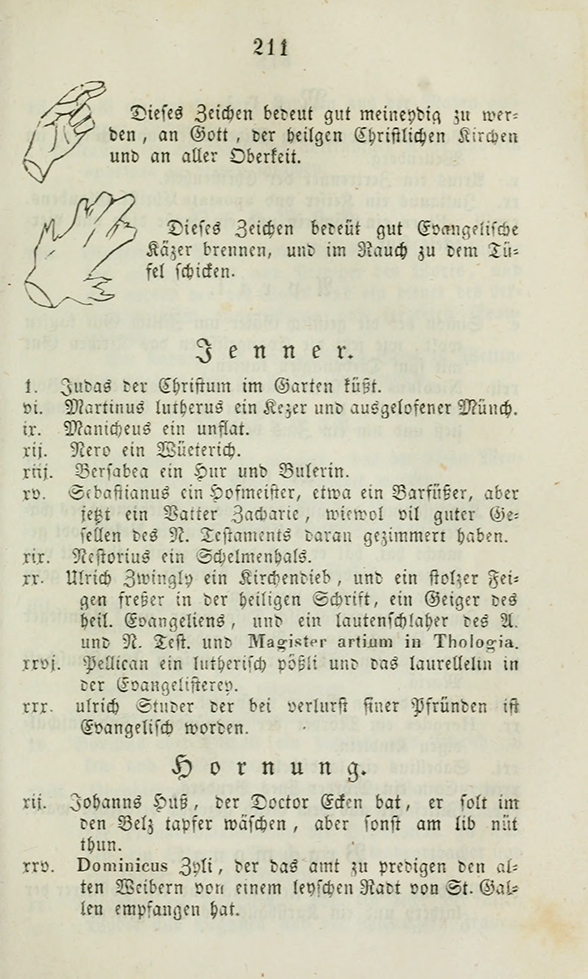 211
Dieses Zeichen bedeut gut meineydig zu wer=
den, an Gott, der heilgen Christlichen Kirchen
und an aller Oberkeit.
Dieses Zeichen bedeüt gut Evangelische
Käzer brennen, und im Rauch zu dem Tü=
fel schicken.
Jenner.
1. Judas der Christum im Garten küßt.
vi. Martinus lutherus ein Kezer und ausgelofener Münch.
ix. Manicheus ein unflat.
xij. Nero ein Wüeterich.
xiij. Bersabea ein Hur und Bulerin.
xv. Sebastianus ein Hofmeister, etwa ein Barfüßer, aber
jetzt ein Vatter Zacharie, wiewol vil guter Ge=
sellen des N. Testaments daran gezimmert haben.
xix. Nestorius ein Schelmenhals.
xx. Ulrich Zwingly ein Kirchendieb, und ein stolzer Fei=
gen freßer in der heiligen Schrift, ein Geiger des
heil. Evangeliens, und ein lautenschlaher des A.
und N. Test. und Magister artium in Thologia.
xxvj. Pellican ein lutherisch pößli und das laurellelin in
der Evangelisterey.
xxx. ulrich Studer der bei verlurst siner Pfründen ist
Evangelisch worden.
Hornung.
xij. Johanns Huß, der Doctor Ecken bat, er solt im
den Belz tapfer wäschen, aber sonst am lib nüt
thun.
xxv. Dominicus Zyli, der das amt zu predigen den al=
ten Weibern von einem leyschen Radt von St. Gal=
len empfangen hat.